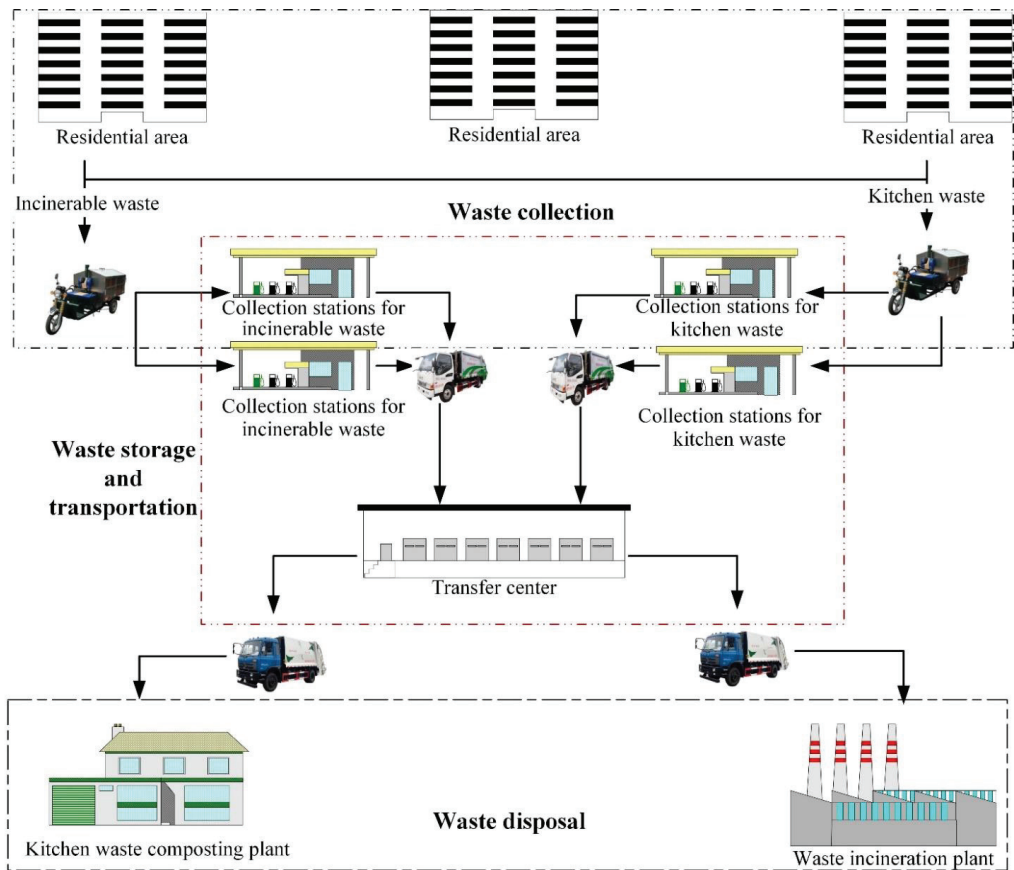 Residential area
Residential area
Residential area
Incinerable waste
Kitchen waste
Waste collection
Collection stations for
incinerable waste
Collection stations for
kitchen waste
Collection stations for
incinerable waste
Collection stations for
kitchen waste
Waste storage
and
transportation
Transfer center
Kitchen waste composting plant
Waste disposal
Waste incineration plant